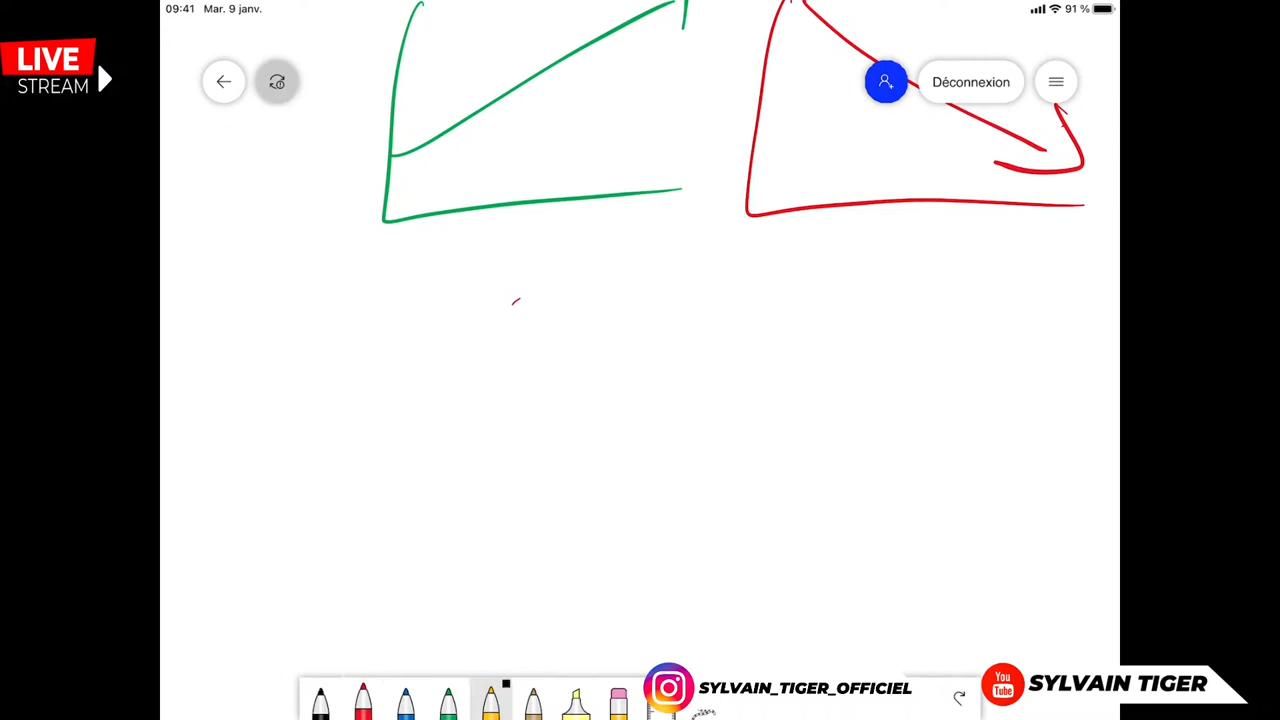 09:41 Mar. 9 janv.
91 %
LIVE
STREAM
Déconnexion
SYLVAIN_TIGER_OFFICIEL
You
Tube
SYLVAIN TIGER